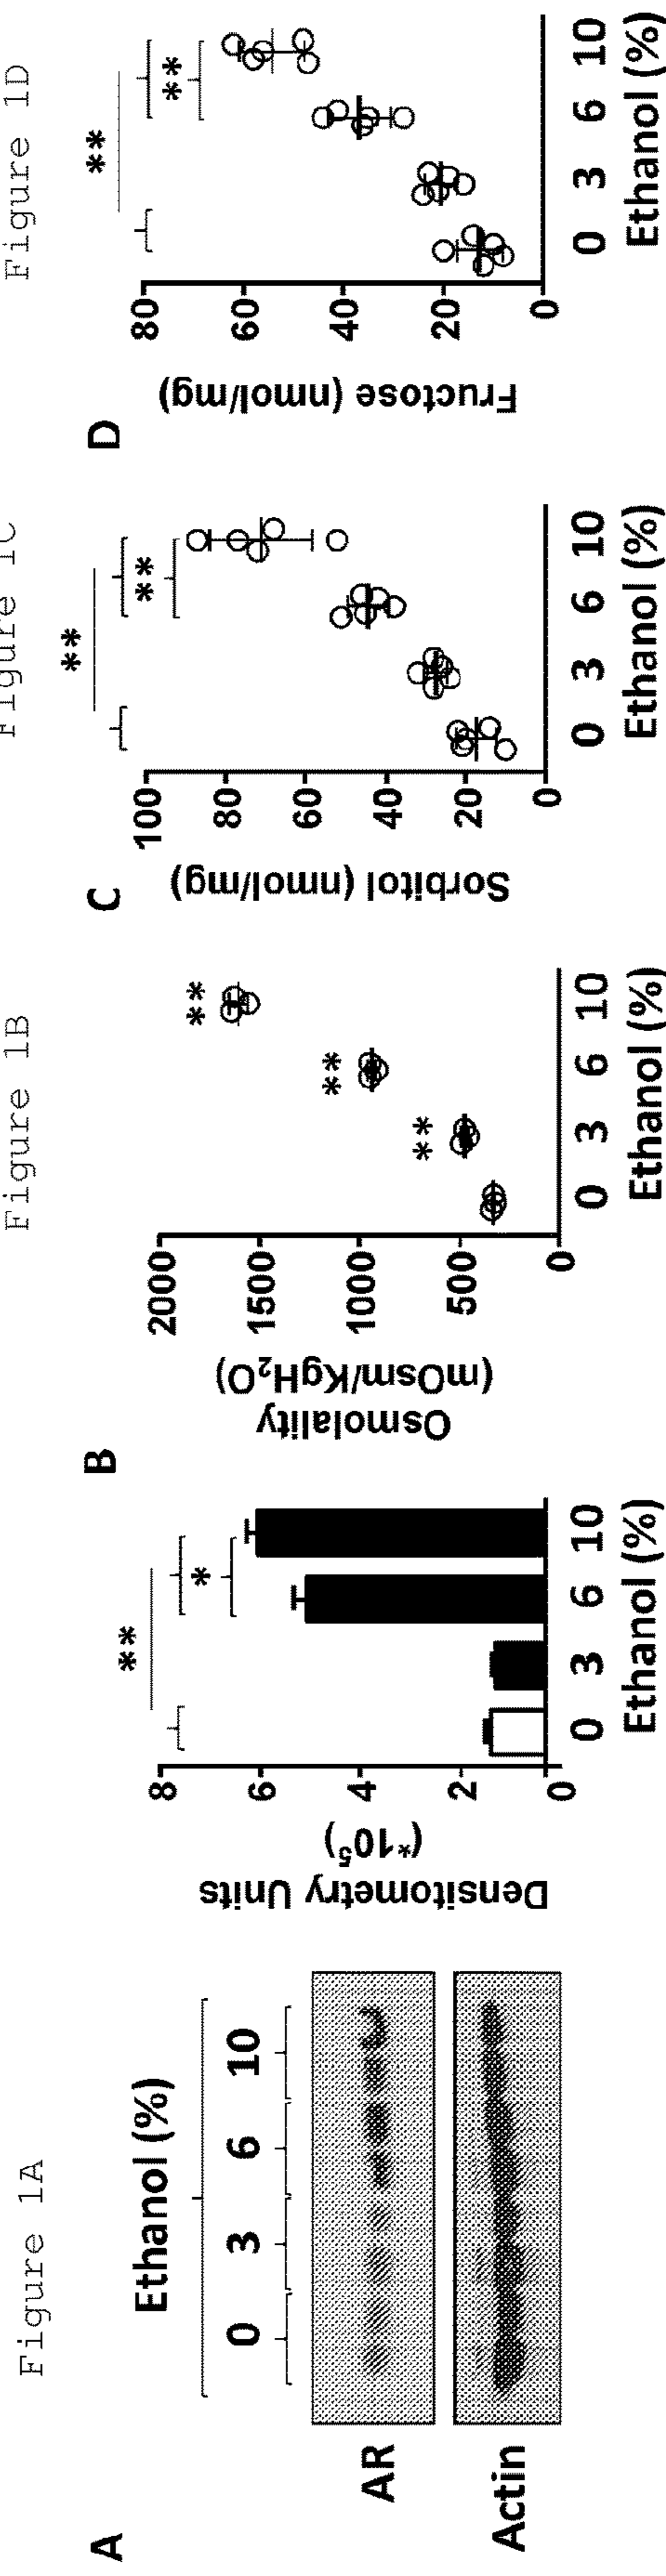 Figure 1A
A
Ethanol (%)
0 3 6 10
AR
Actin
Densitometry Units
(*10⁵)
8
6
4
2
0
**
*
0 3 6 10
Ethanol (%)
Figure 1B
B
Osmolality
(mOsm/KgH₂O)
2000
1500
1000
500
0
**
**
**
0 3 6 10
Ethanol (%)
Figure 1C
C
Sorbitol (nmol/mg)
100
80
60
40
20
0
**
**
0 3 6 10
Ethanol (%)
Figure 1D
D
Fructose (nmol/mg)
80
60
40
20
0
**
**
0 3 6 10
Ethanol (%)